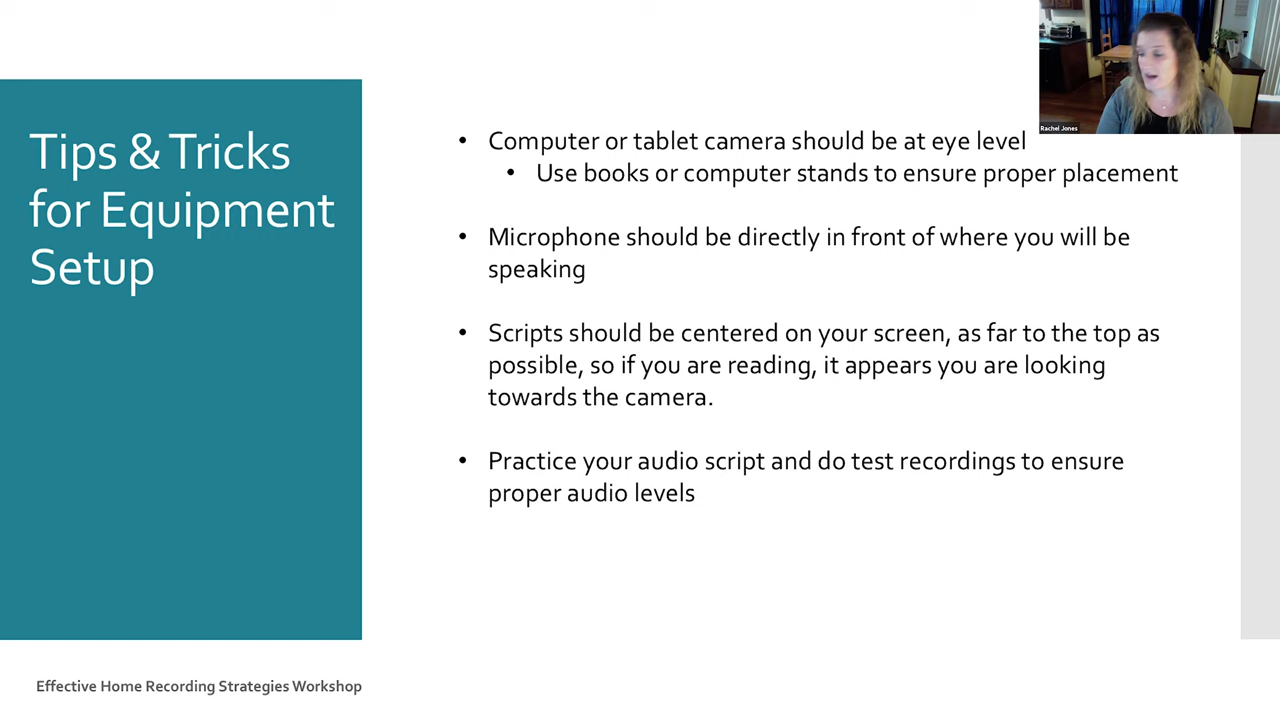 Tips & Tricks
for Equipment
Setup
Rachel Jones
• Computer or tablet camera should be at eye level
• Use books or computer stands to ensure proper placement
• Microphone should be directly in front of where you will be
speaking
• Scripts should be centered on your screen, as far to the top as
possible, so if you are reading, it appears you are looking
towards the camera.
• Practice your audio script and do test recordings to ensure
proper audio levels
Effective Home Recording Strategies Workshop